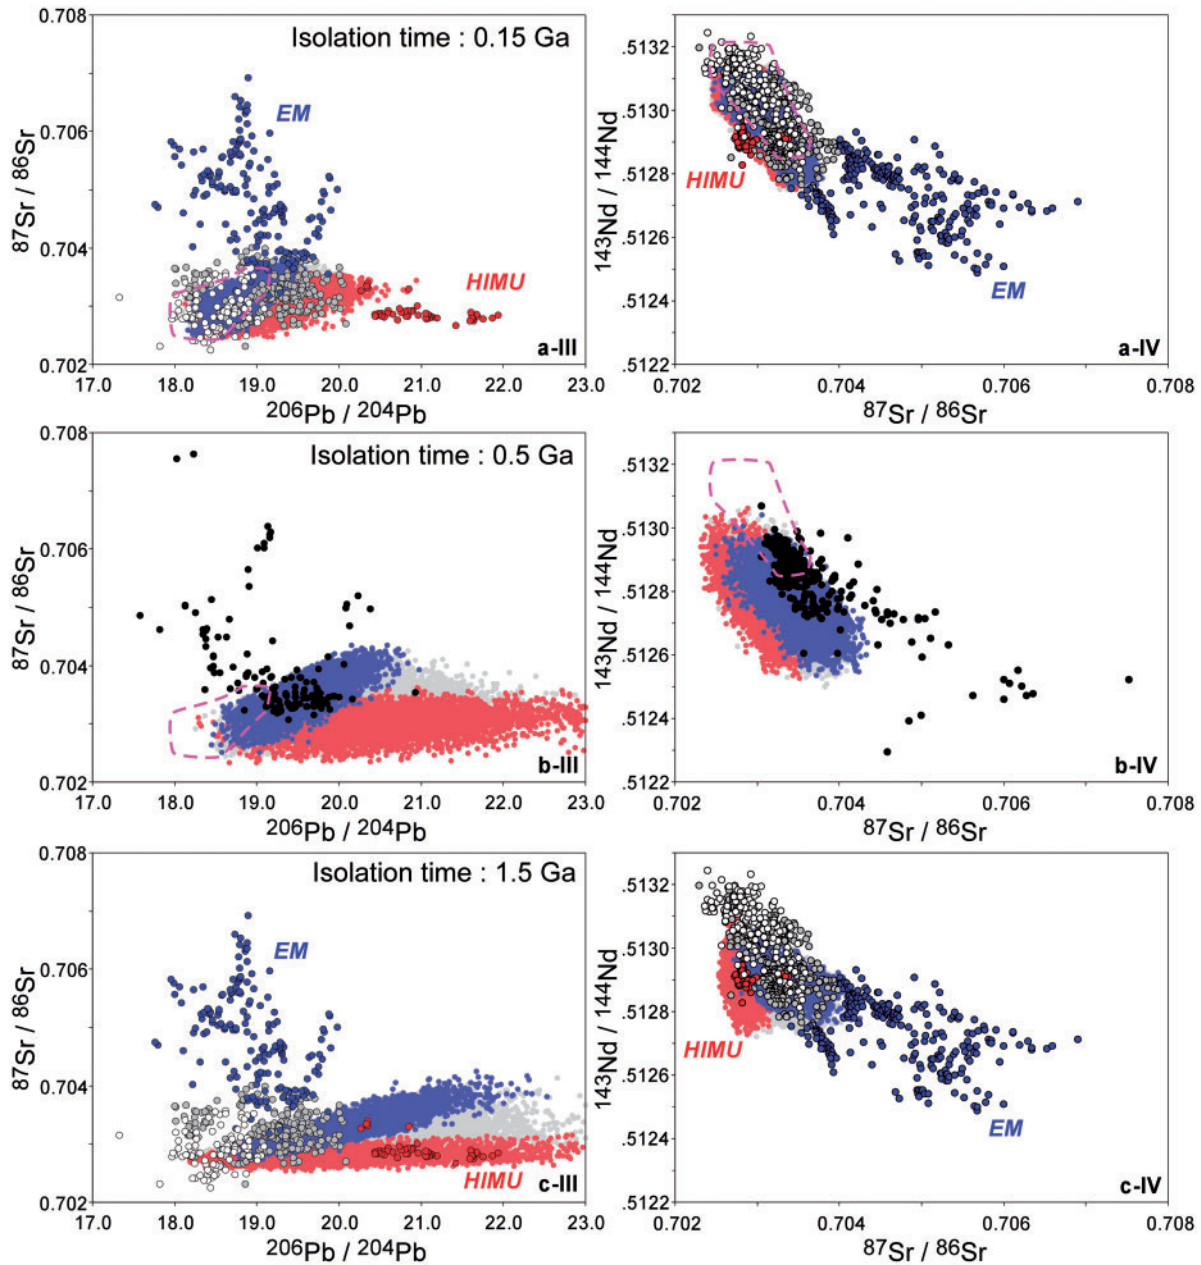 0.708
0.706
0.704
0.702
87Sr / 86Sr
Isolation time : 0.15 Ga
EM
HIMU
a-III
17.0 18.0 19.0 20.0 21.0 22.0 23.0
206Pb / 204Pb
.5132
.5130
.5128
.5126
.5124
.5122
143Nd / 144Nd
HIMU
EM
a-IV
0.702 0.704 0.706 0.708
87Sr / 86Sr
0.708
0.706
0.704
0.702
87Sr / 86Sr
Isolation time : 0.5 Ga
b-III
17.0 18.0 19.0 20.0 21.0 22.0 23.0
206Pb / 204Pb
.5132
.5130
.5128
.5126
.5124
.5122
143Nd / 144Nd
b-IV
0.702 0.704 0.706 0.708
87Sr / 86Sr
0.708
0.706
0.704
0.702
87Sr / 86Sr
Isolation time : 1.5 Ga
EM
HIMU
c-III
17.0 18.0 19.0 20.0 21.0 22.0 23.0
206Pb / 204Pb
.5132
.5130
.5128
.5126
.5124
.5122
143Nd / 144Nd
HIMU
EM
c-IV
0.702 0.704 0.706 0.708
87Sr / 86Sr